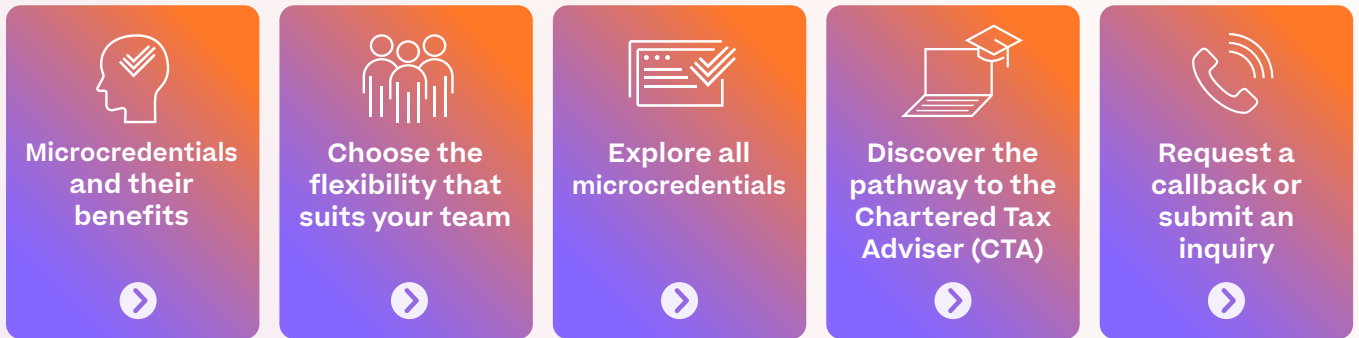 Microcredentials
and their
benefits
Choose the
flexibility that
suits your team
Explore all
microcredentials
Discover the
pathway to the
Chartered Tax
Adviser (CTA)
Request a
callback or
submit an
inquiry